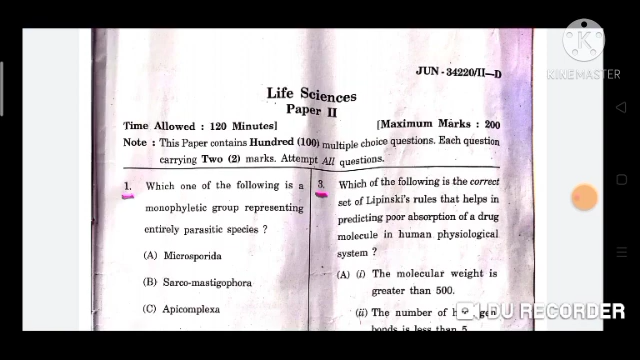 KINEMASTER
JUN - 34220/II—D
Life Sciences
Paper II
Time Allowed : 120 Minutes] [Maximum Marks : 200
Note : This Paper contains Hundred (100) multiple choice questions. Each question
carrying Two (2) marks. Attempt All questions.
1. Which one of the following is a
monophyletic group representing
entirely parasitic species ?
(A) Microsporida
(B) Sarco-mastigophora
(C) Apicomplexa
3. Which of the following is the correct
set of Lipinski's rules that helps in
predicting poor absorption of a drug
molecule in human physiological
system ?
(A) (i) The molecular weight is
greater than 500.
(ii) The number of
bonds is less than 5
DU RECORDER